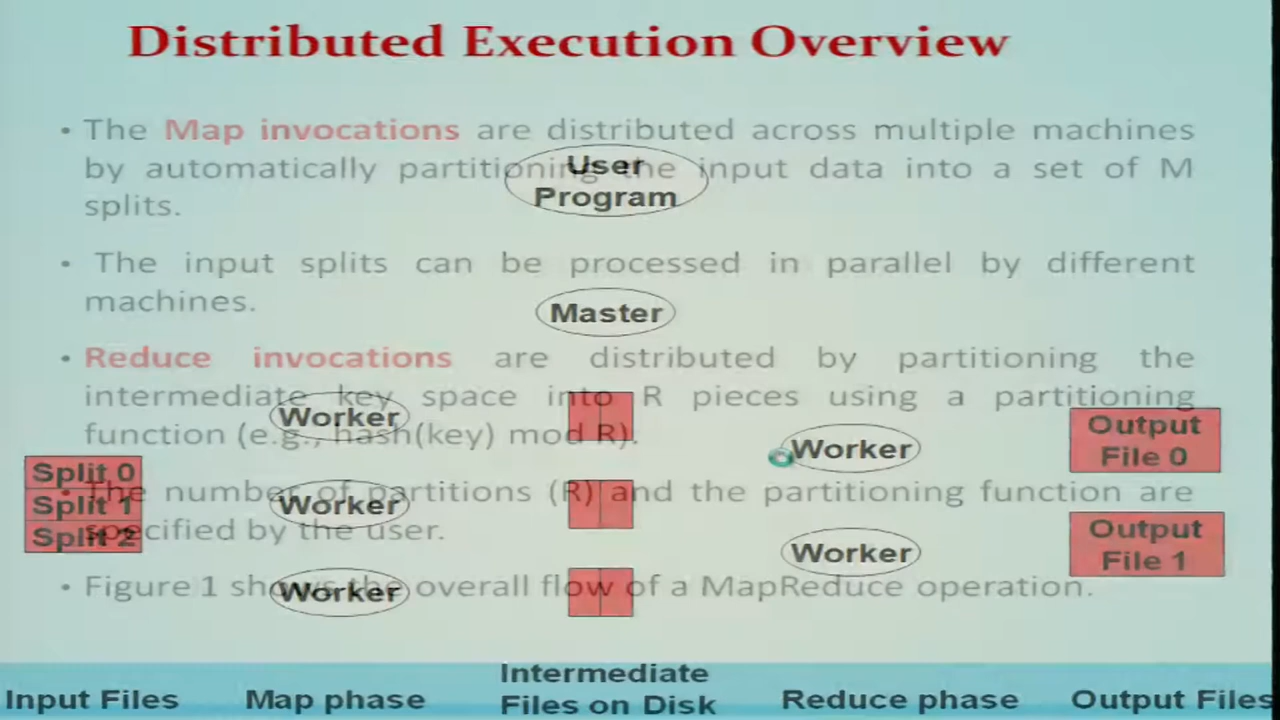 Distributed Execution Overview
• The Map invocations are distributed across multiple machines
by automatically partitioning the input data into a set of M
splits.
• The input splits can be processed in parallel by different
machines.
• Reduce invocations are distributed by partitioning the
intermediate key space into R pieces using a partitioning
function (e.g., hash(key) mod R).
• The number of partitions (R) and the partitioning function are
specified by the user.
• Figure 1 shows the overall flow of a MapReduce operation.
User
Program
Master
Split 0
Split 1
Split 2
Worker
Worker
Worker
Worker
Worker
Output
File 0
Output
File 1
Input Files
Map phase
Intermediate
Files on Disk
Reduce phase
Output Files